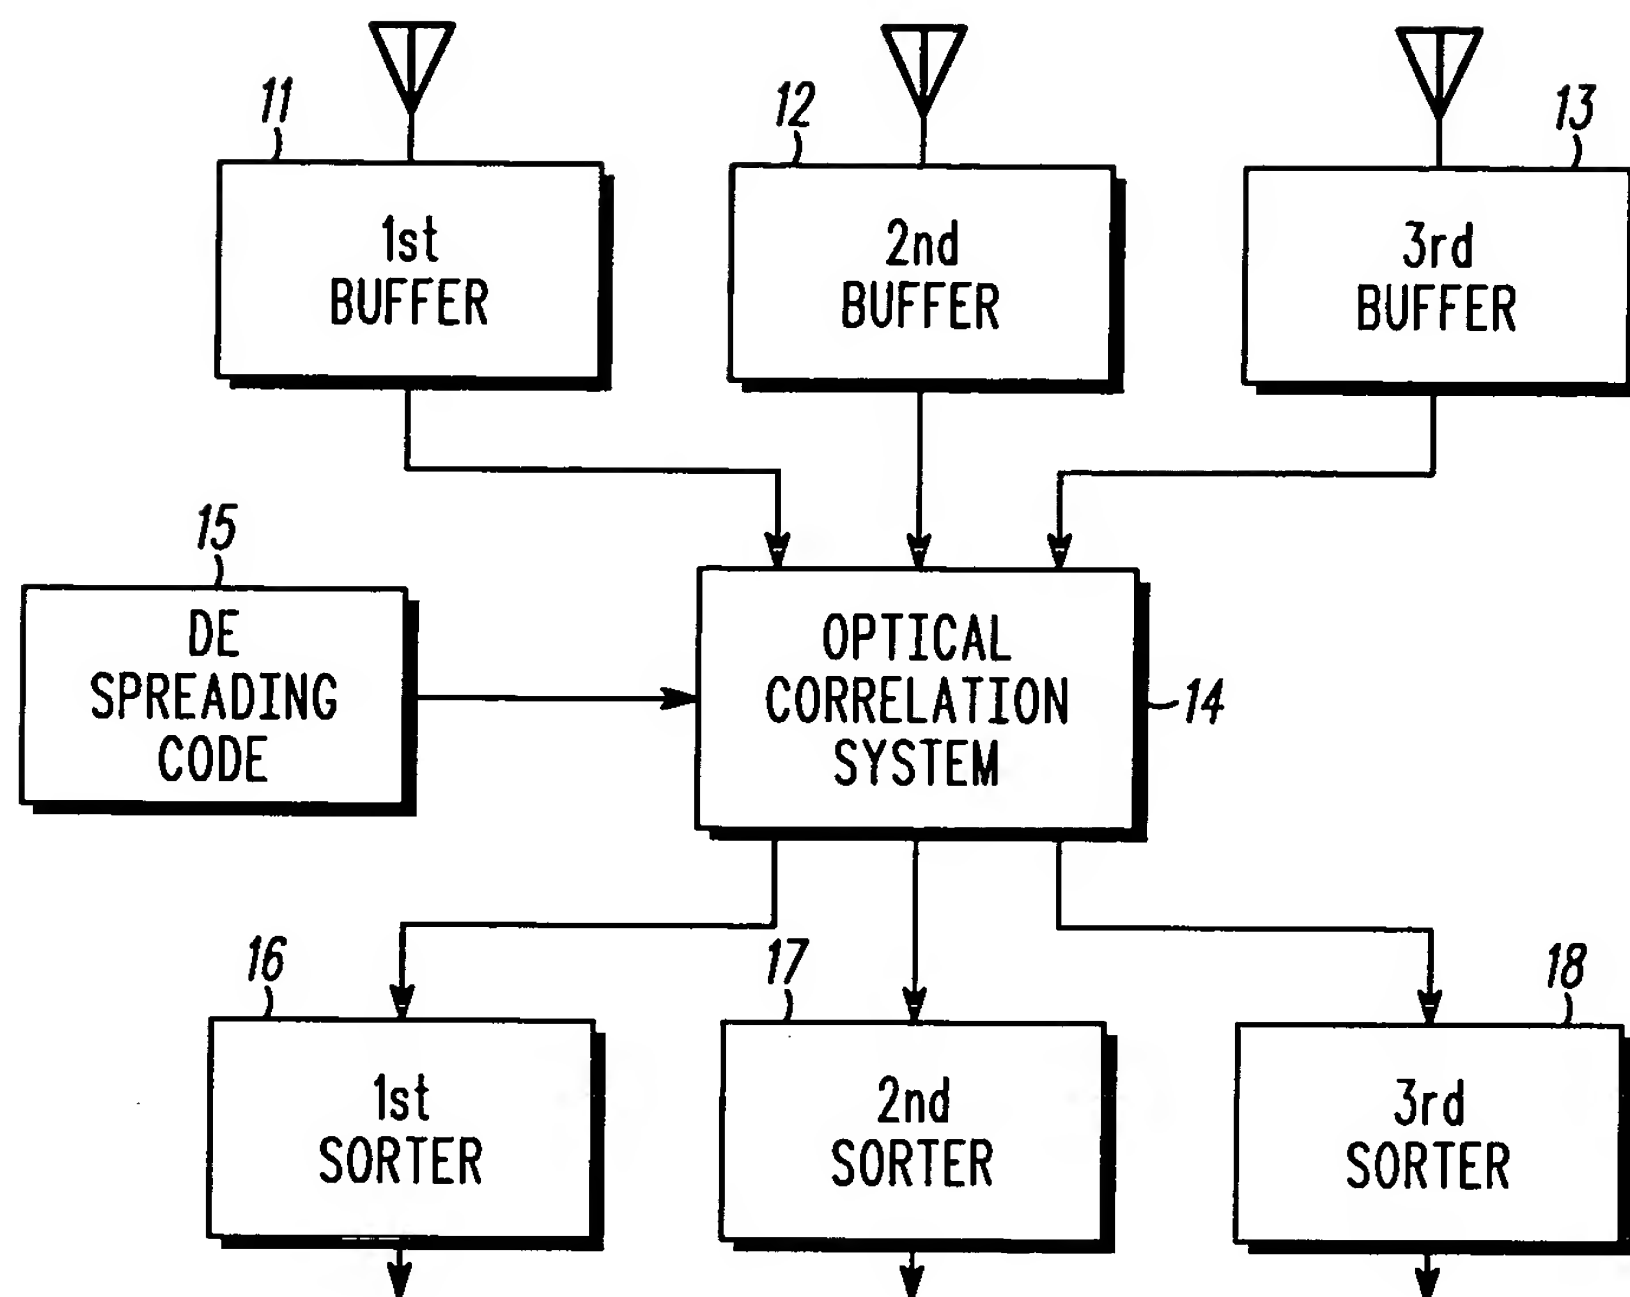 11
12
13
1st
BUFFER
2nd
BUFFER
3rd
BUFFER
15
DE
SPREADING
CODE
OPTICAL
CORRELATION
SYSTEM
14
16
17
18
1st
SORTER
2nd
SORTER
3rd
SORTER